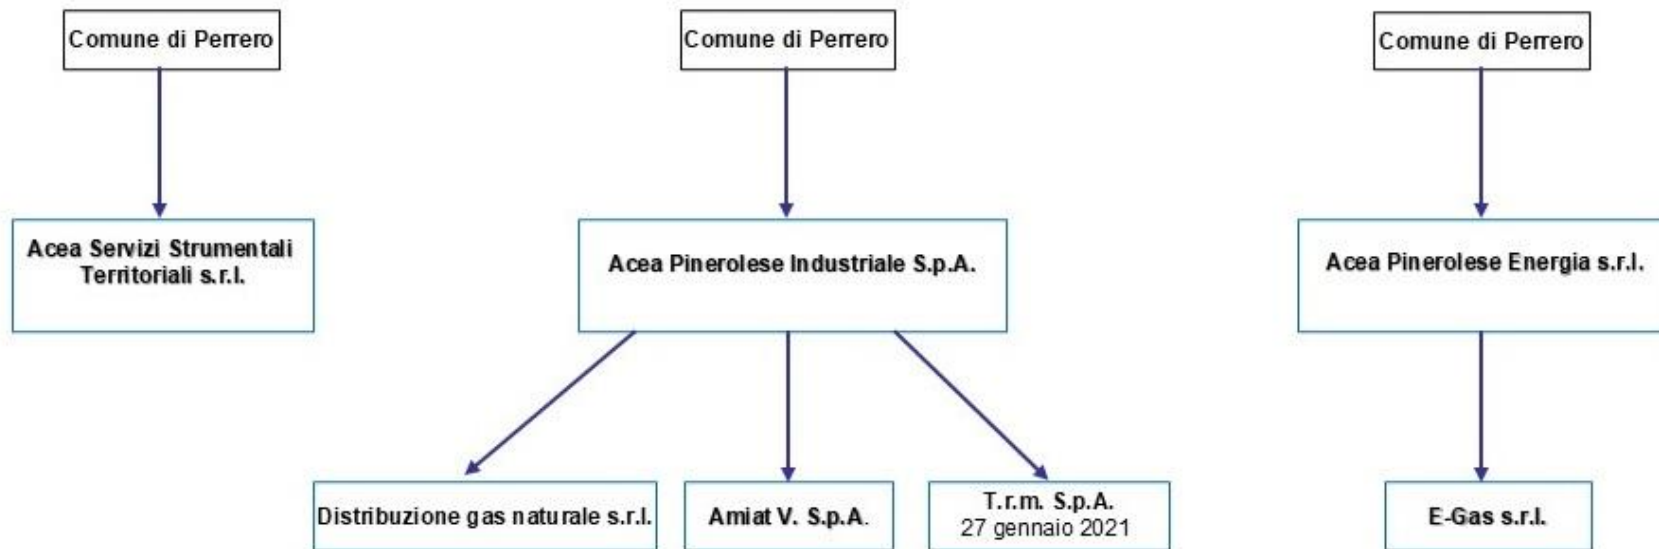 Comune di Perrero
Comune di Perrero
Comune di Perrero
Acea Servizi Strumentali
Territoriali s.r.l.
Acea Pinerolese Industriale S.p.A.
Acea Pinerolese Energia s.r.l.
Distribuzione gas naturale s.r.l.
Amiat V. S.p.A.
T.r.m. S.p.A.
27 gennaio 2021
E-Gas s.r.l.